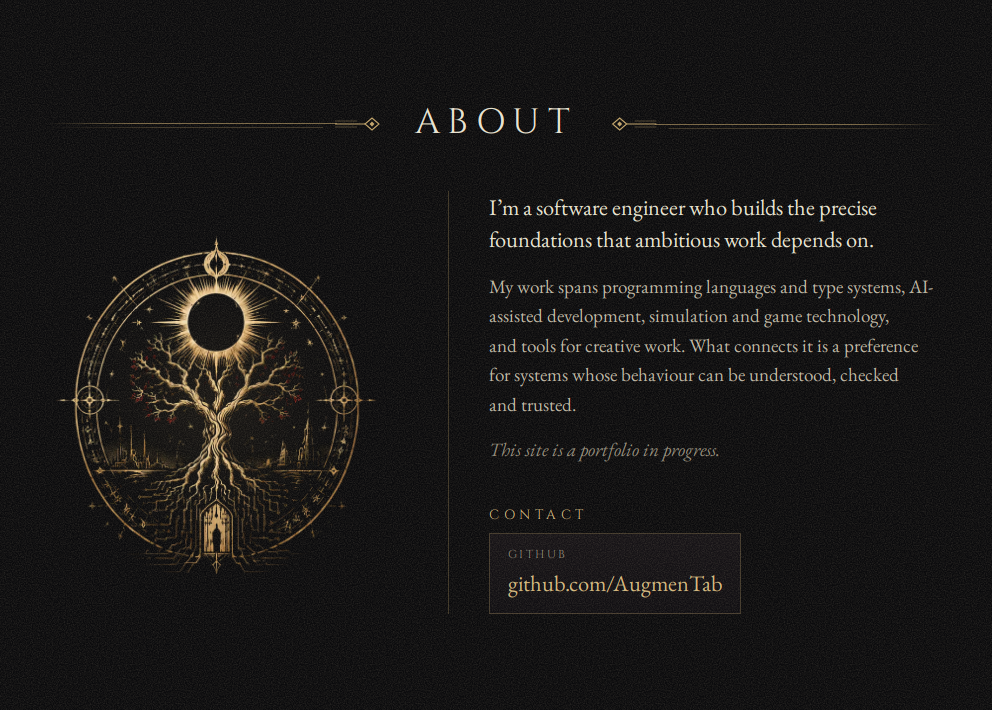 ABOUT
I’m a software engineer who builds the precise
foundations that ambitious work depends on.
My work spans programming languages and type systems, AI-
assisted development, simulation and game technology,
and tools for creative work. What connects it is a preference
for systems whose behaviour can be understood, checked
and trusted.
This site is a portfolio in progress.
CONTACT
GITHUB
github.com/AugmenTab